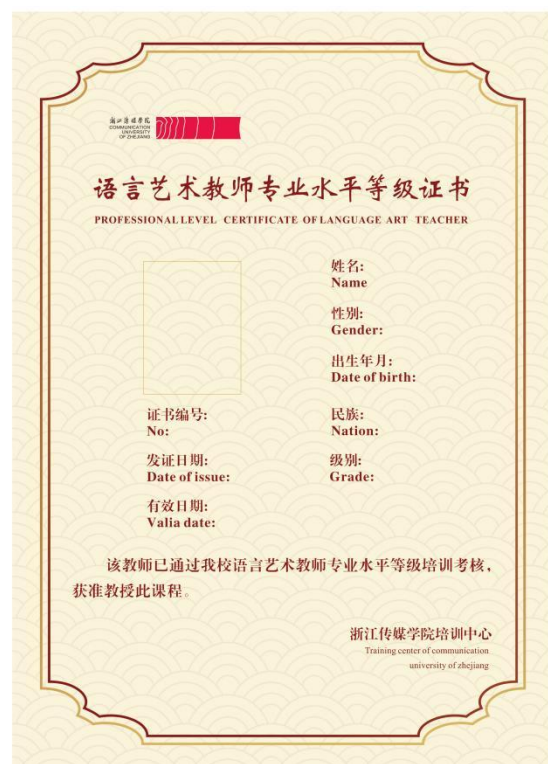 浙江传媒学院
COMMUNICATION
UNIVERSITY
OF ZHEJIANG
语言艺术教师专业水平等级证书
PROFESSIONAL LEVEL CERTIFICATE OF LANGUAGE ART TEACHER
姓名:
Name
性别:
Gender:
出生年月:
Date of birth:
证书编号:
No:
民族:
Nation:
发证日期:
Date of issue:
级别:
Grade:
有效日期:
Valia date:
该教师已通过我校语言艺术教师专业水平等级培训考核,
获准教授此课程。
浙江传媒学院培训中心
Training center of communication
university of zhejiang